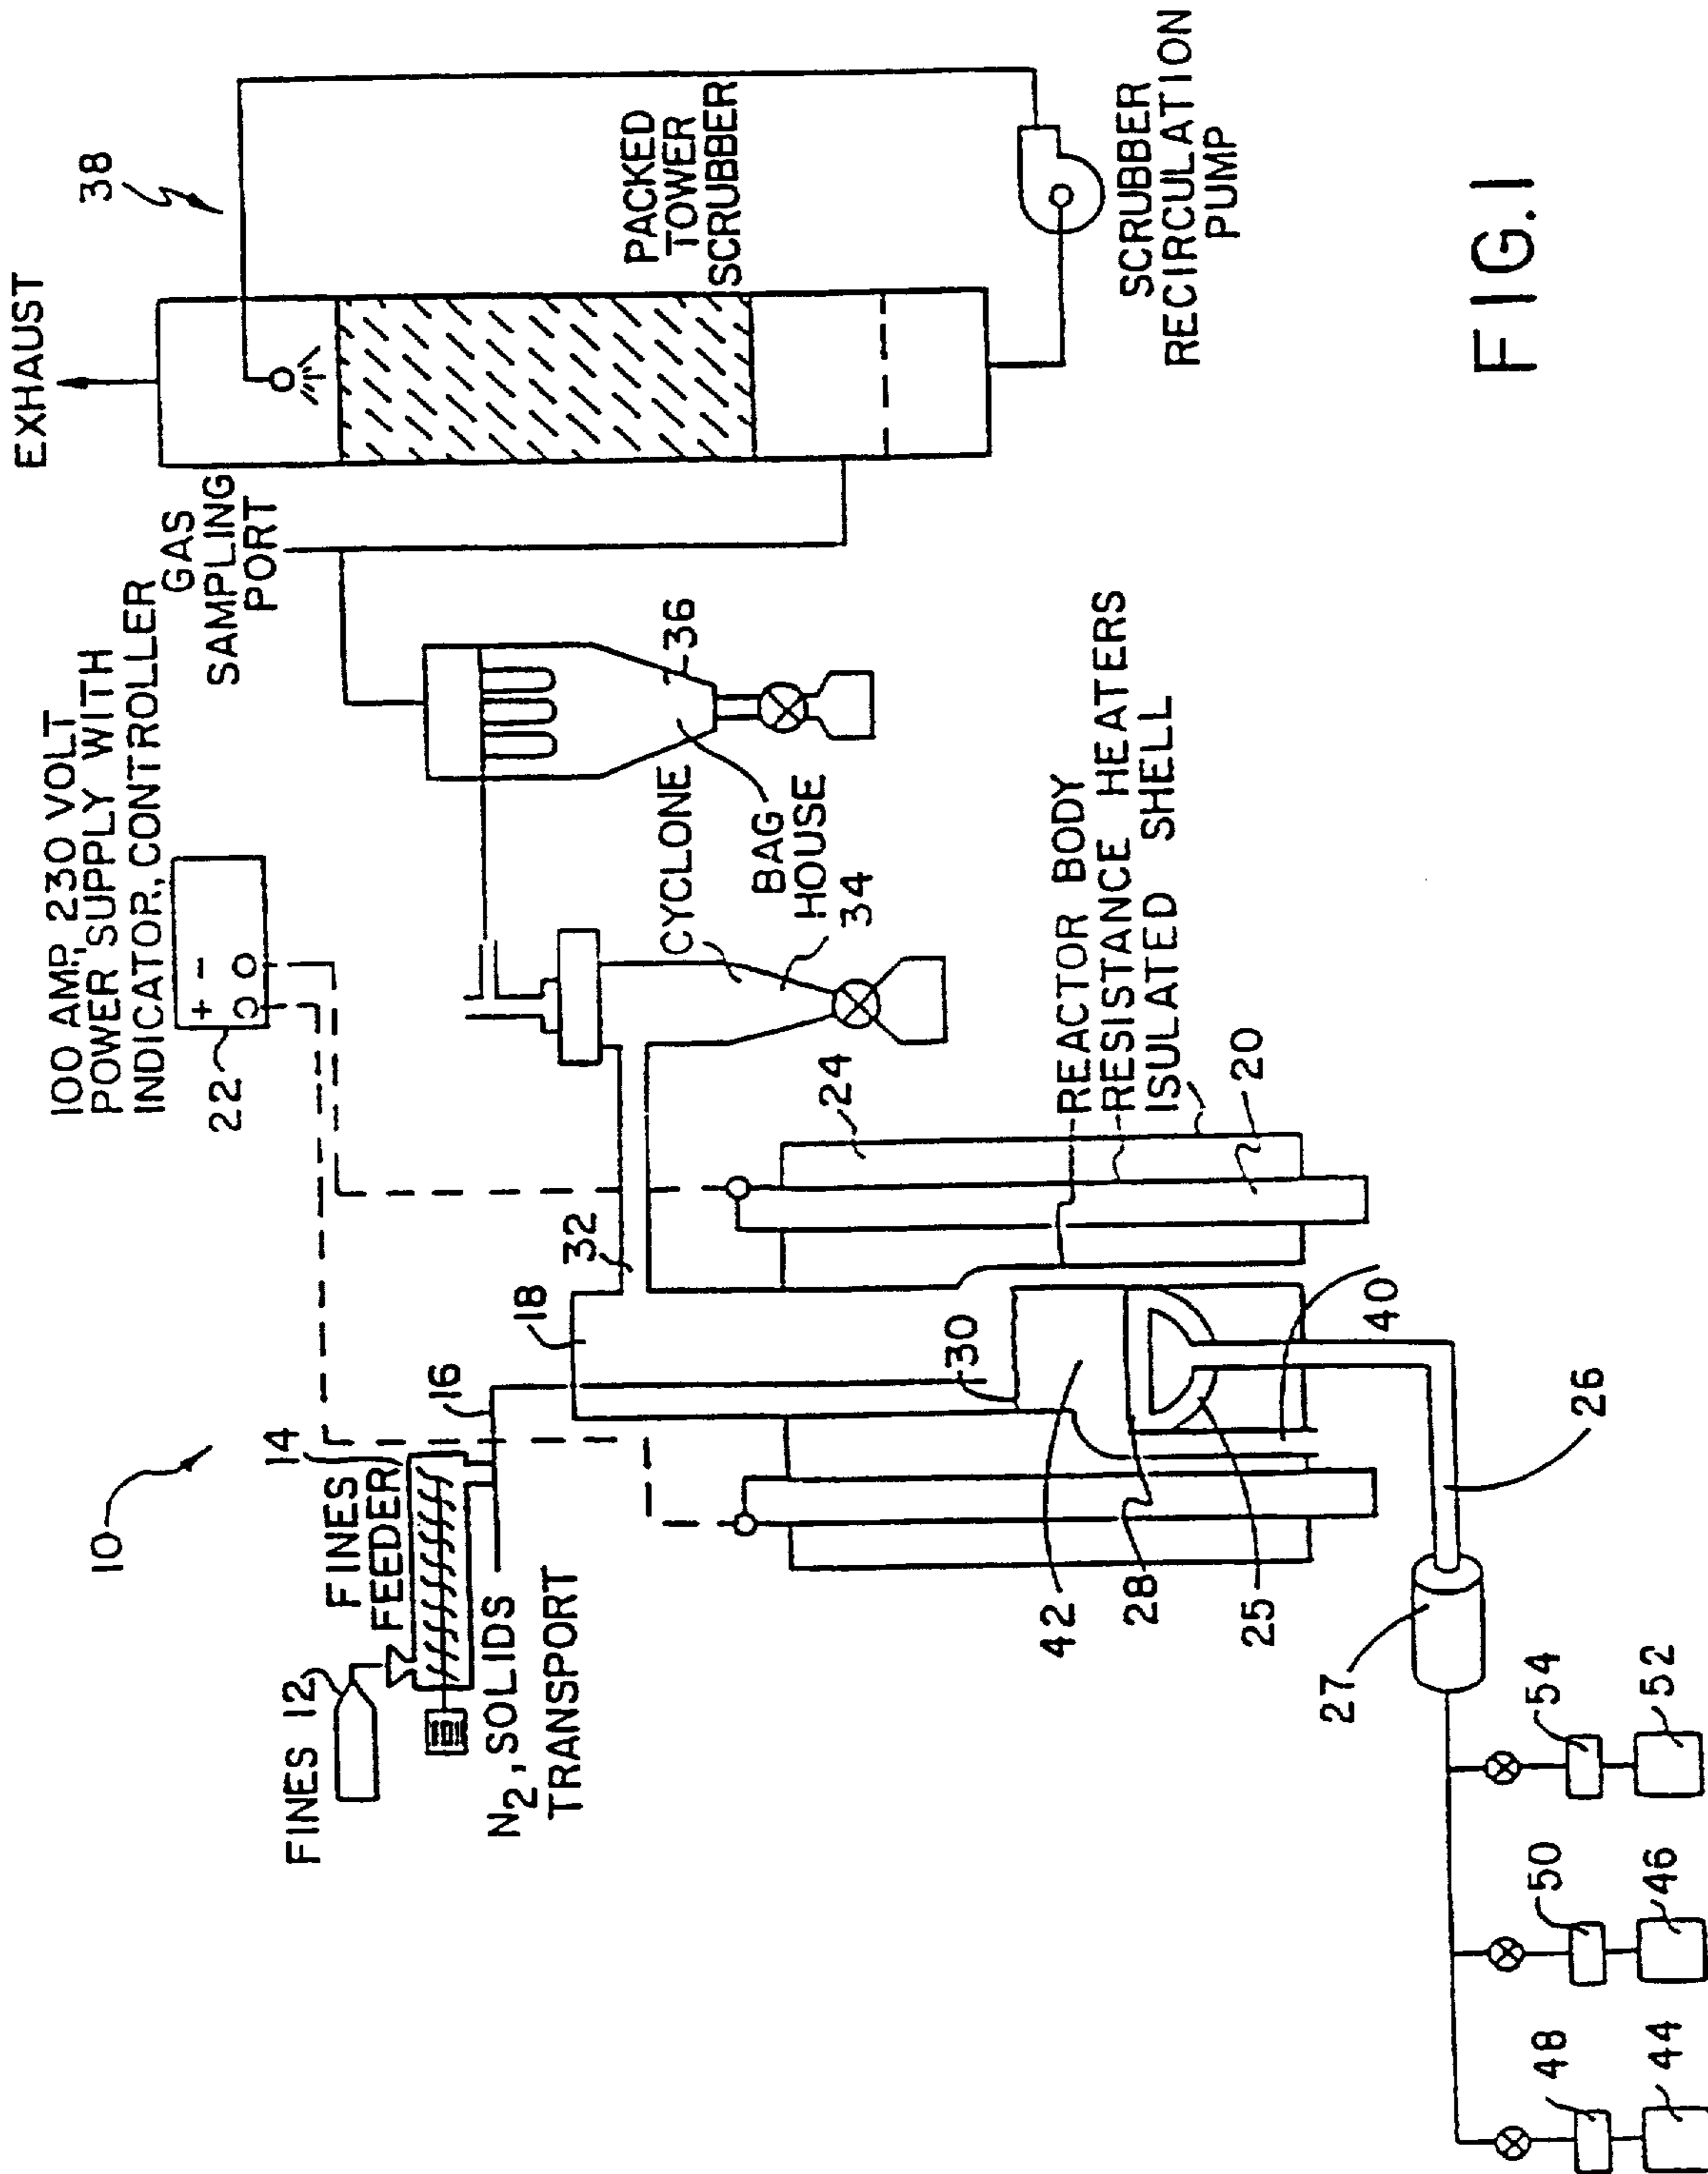 EXHAUST
38
PACKED
TOWER
SCRUBBER
SCRUBBER
RECIRCULATION
PUMP
GAS
SAMPLING
PORT
100 AMP, 230 VOLT
POWER SUPPLY WITH
INDICATOR, CONTROLLER
22
+ -
36
CYCLONE
BAG
HOUSE
34
REACTOR BODY
RESISTANCE HEATERS
ISULATED SHELL
24
20
32
18
30
40
16
10
14
FINES
FEEDER
FINES 12
N2, SOLIDS
TRANSPORT
42
28
25
26
27
54
52
50
46
48
44
FIG. 1